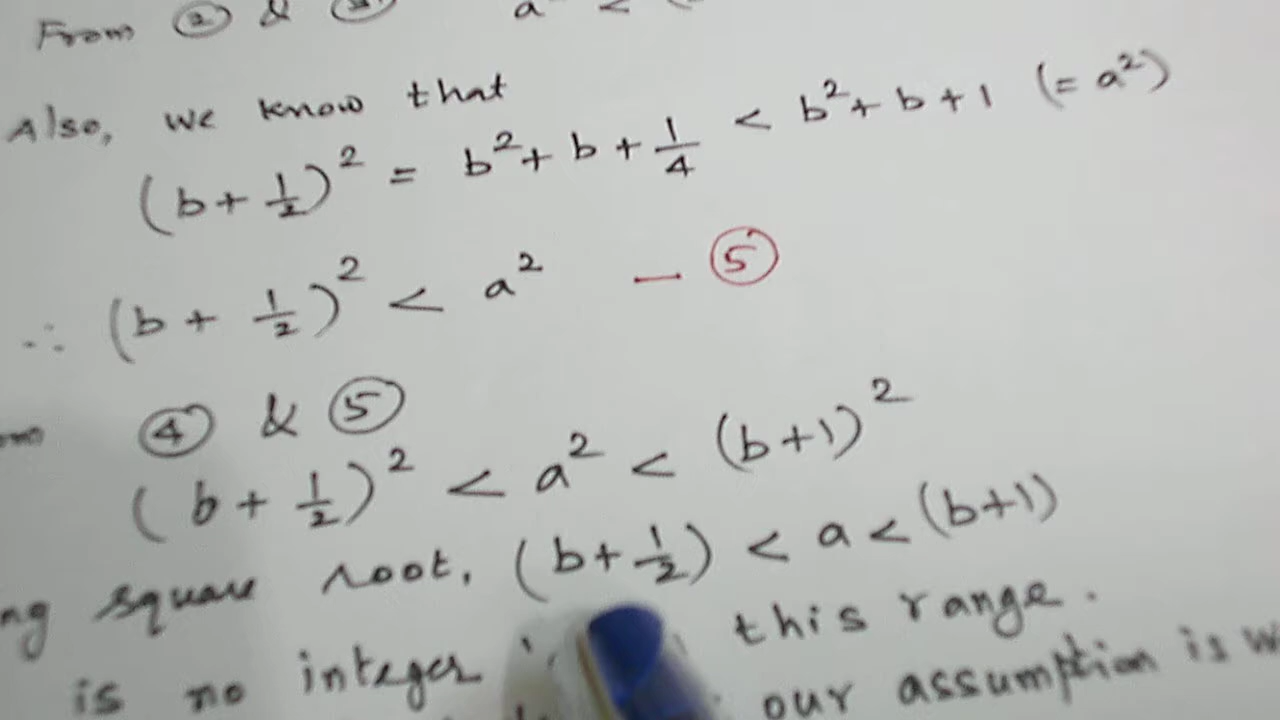 From ② & a <
Also, we know that
(b + 1/2)² = b² + b + 1/4 < b² + b + 1 (= a²)
∴ (b + 1/2)² < a² — ⑤
④ & ⑤
(b + 1/2)² < a² < (b+1)²
square root, (b + 1/2) < a < (b+1)
is no integer this range.
our assumption is